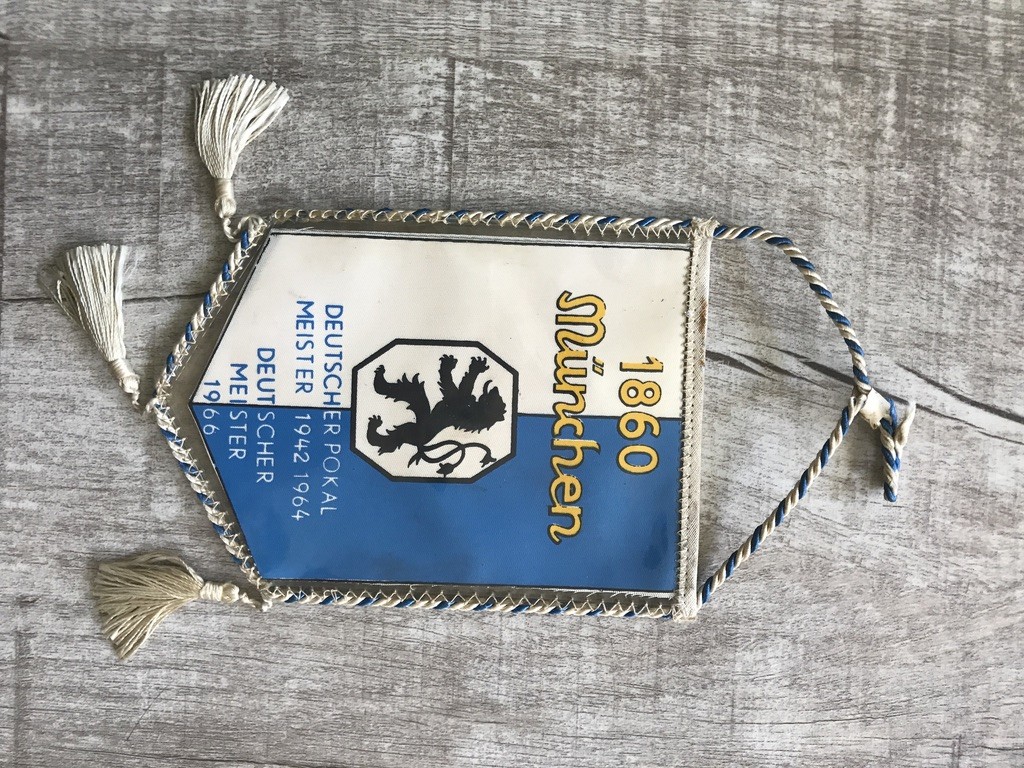 1860
München
DEUTSCHER POKAL
MEISTER 1942 1964
DEUTSCHER
MEISTER
1966